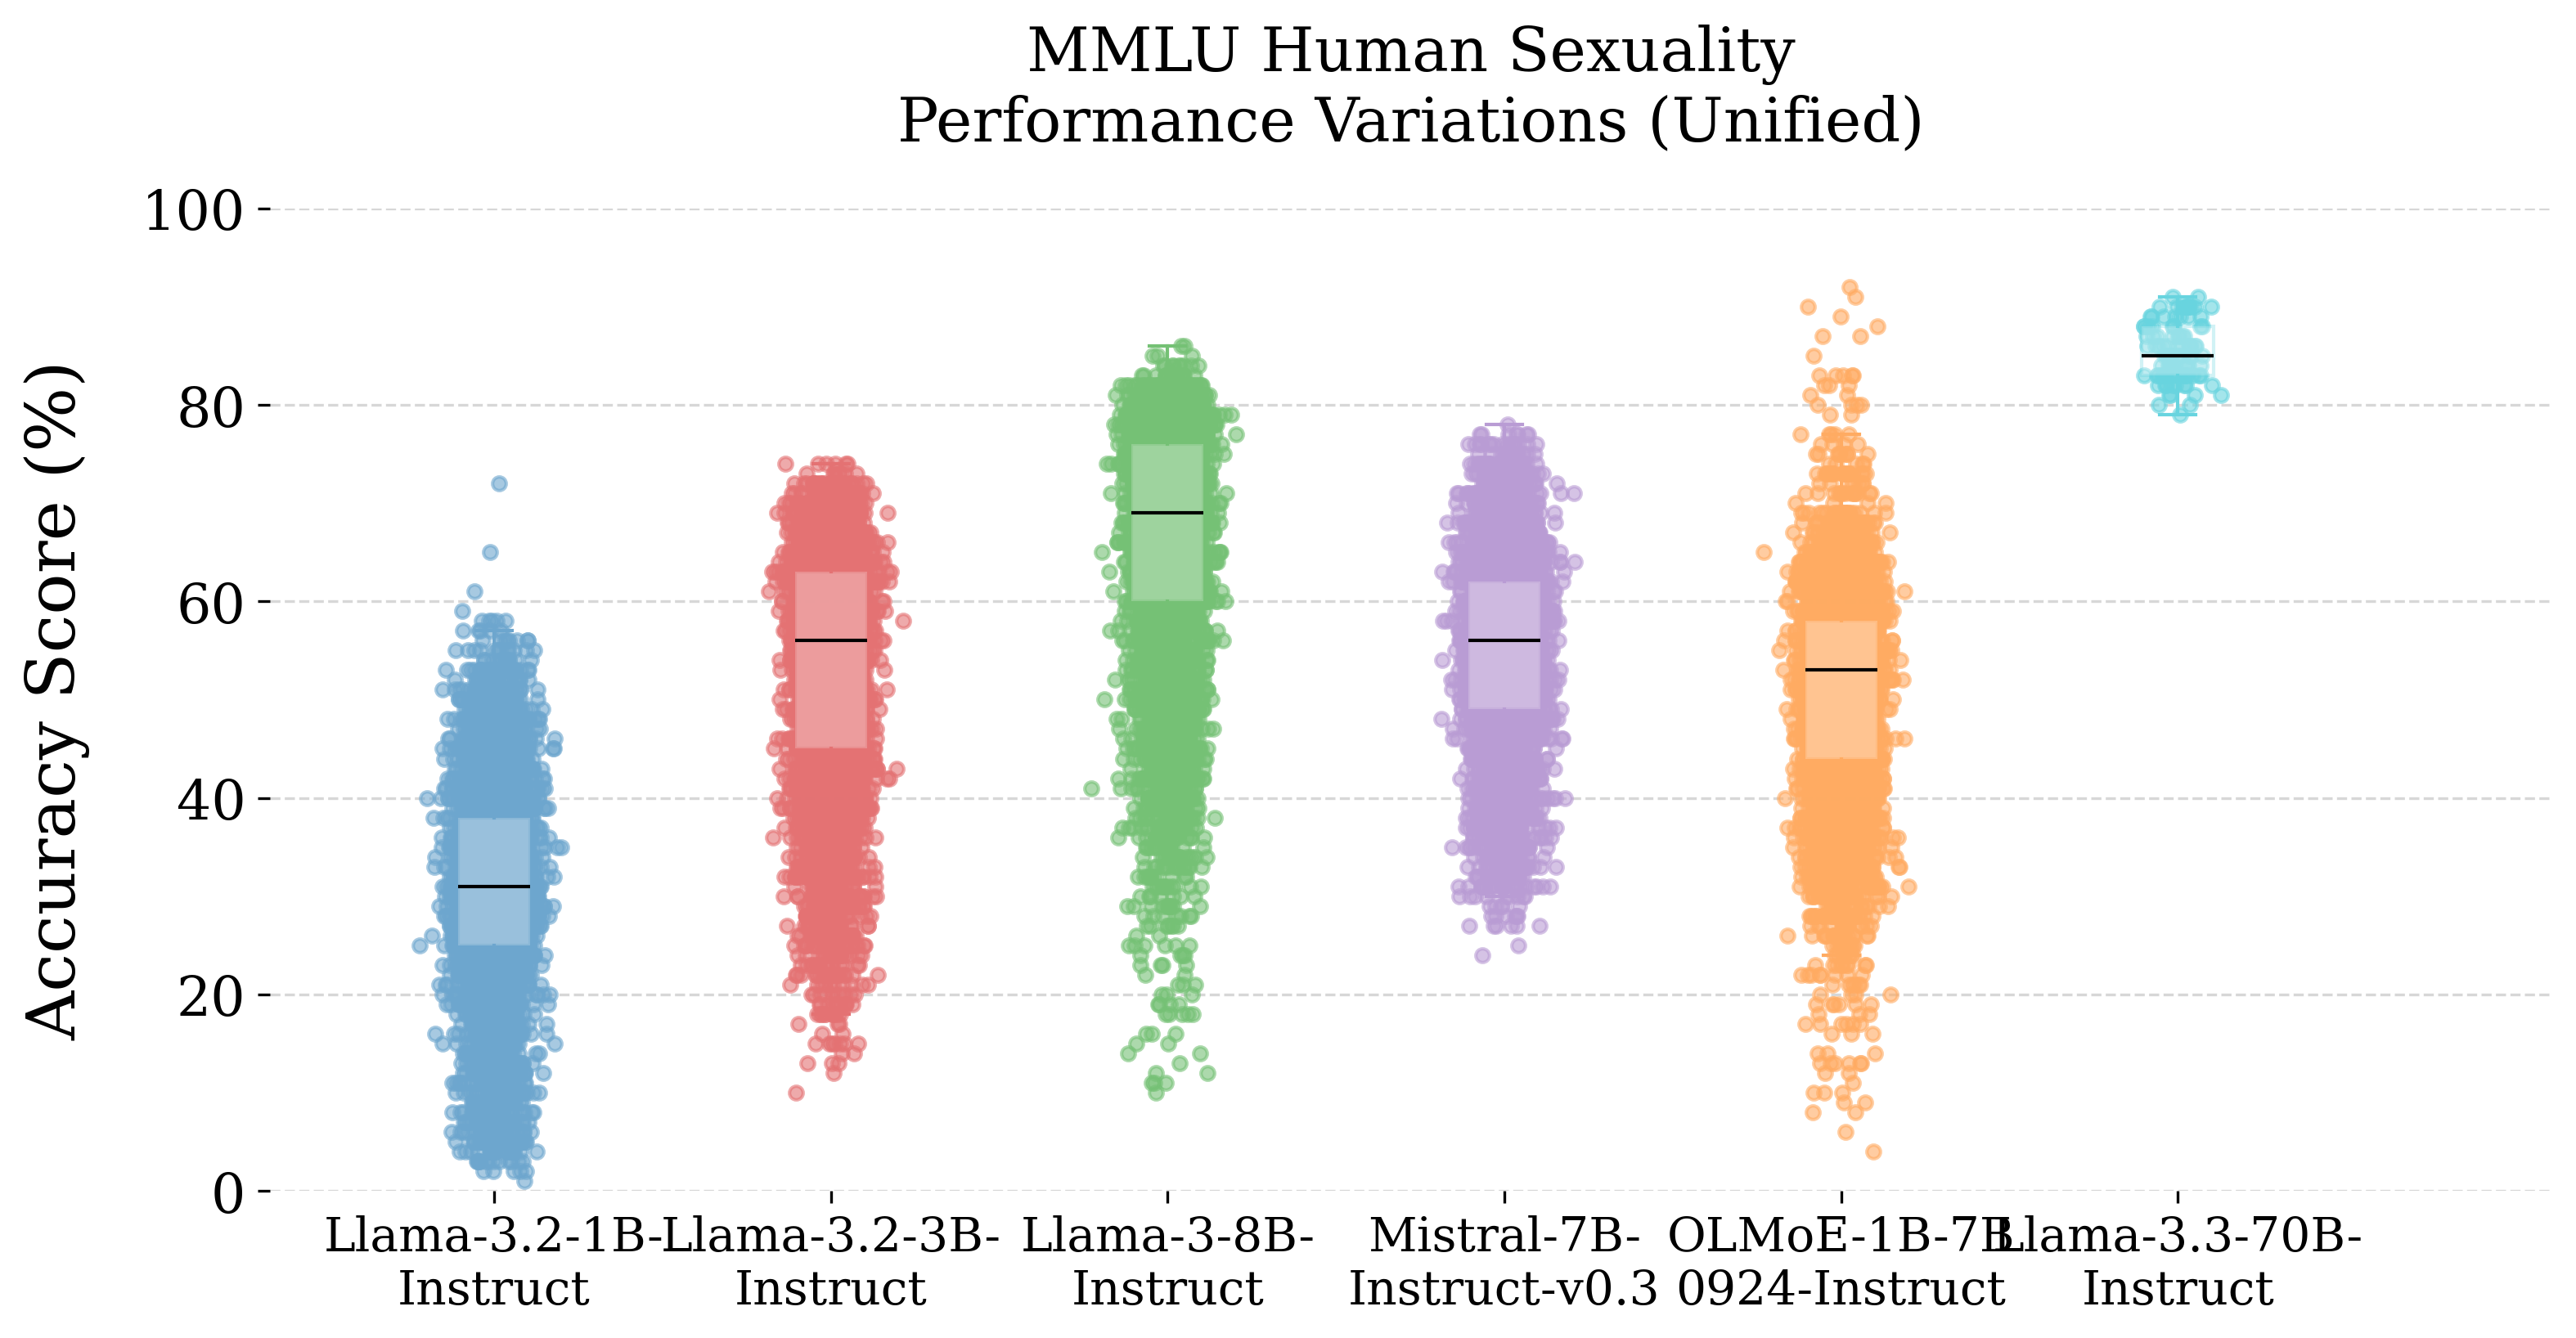 MMLU Human Sexuality
Performance Variations (Unified)
Accuracy Score (%)
100
80
60
40
20
0
Llama-3.2-1B-
Instruct
Llama-3.2-3B-
Instruct
Llama-3-8B-
Instruct
Mistral-7B-
Instruct-v0.3
OLMoE-1B-7B
0924-Instruct
Llama-3.3-70B-
Instruct